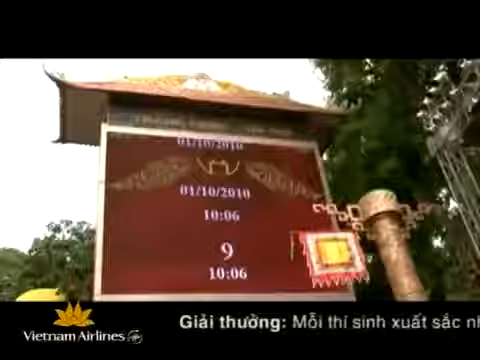 01/10/2010
01/10/2010
10:06
9
10:06
Vietnam Airlines
Giải thưởng: Mỗi thí sinh xuất sắc nh